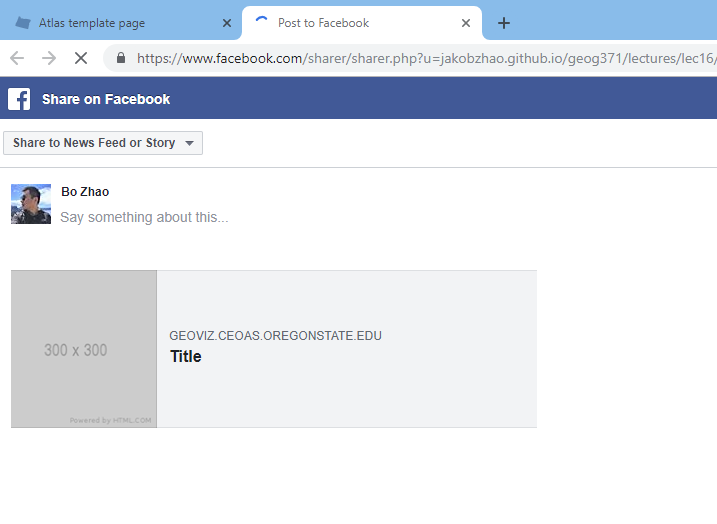 Atlas template page
Post to Facebook
https://www.facebook.com/sharer/sharer.php?u=jakobzhao.github.io/geog371/lectures/lec16/
Share on Facebook
Share to News Feed or Story
Bo Zhao
Say something about this...
GEOVIZ.CEOAS.OREGONSTATE.EDU
Title
300 x 300
Powered by HTML.COM